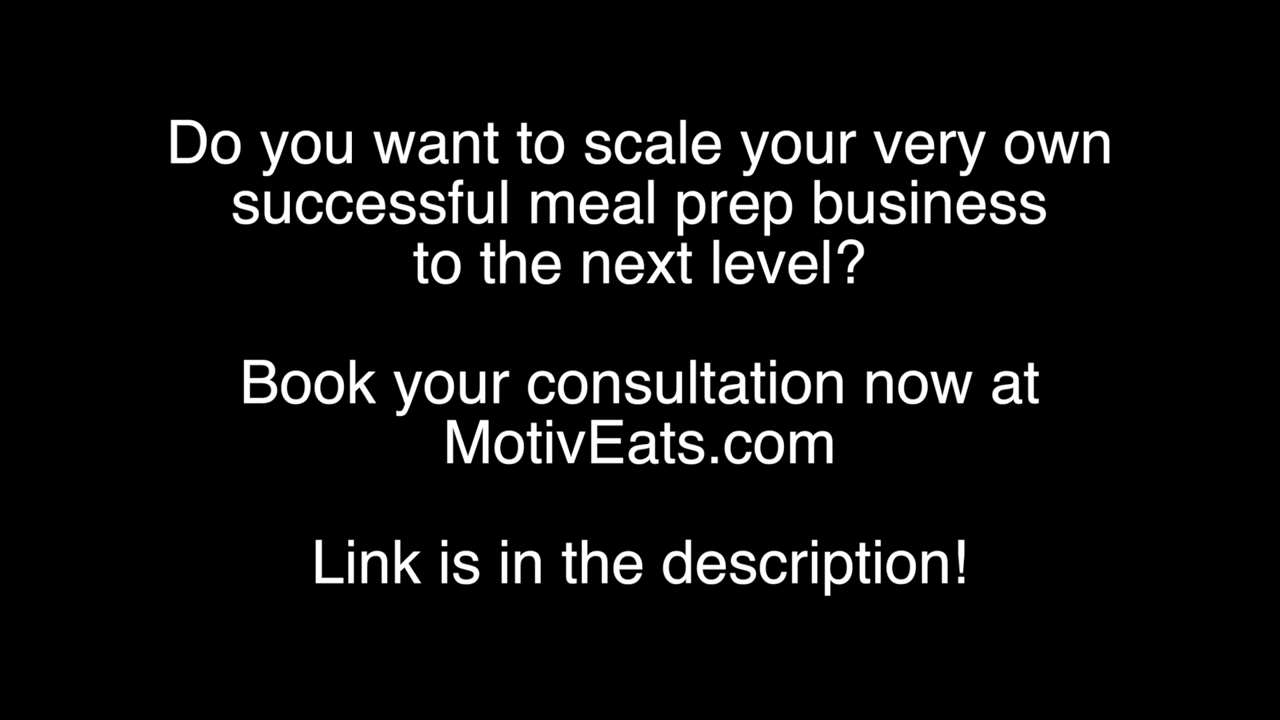 Do you want to scale your very own
successful meal prep business
to the next level?
Book your consultation now at
MotivEats.com
Link is in the description!